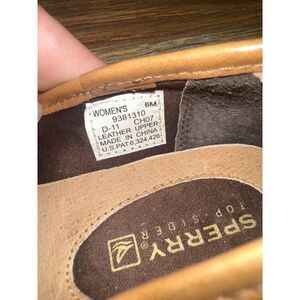 WOMEN'S 6M
9381310
D-11 CH07
LEATHER UPPER
MADE IN CHINA
U.S.PAT 6,324,426
SPERRY®
TOP-SIDER